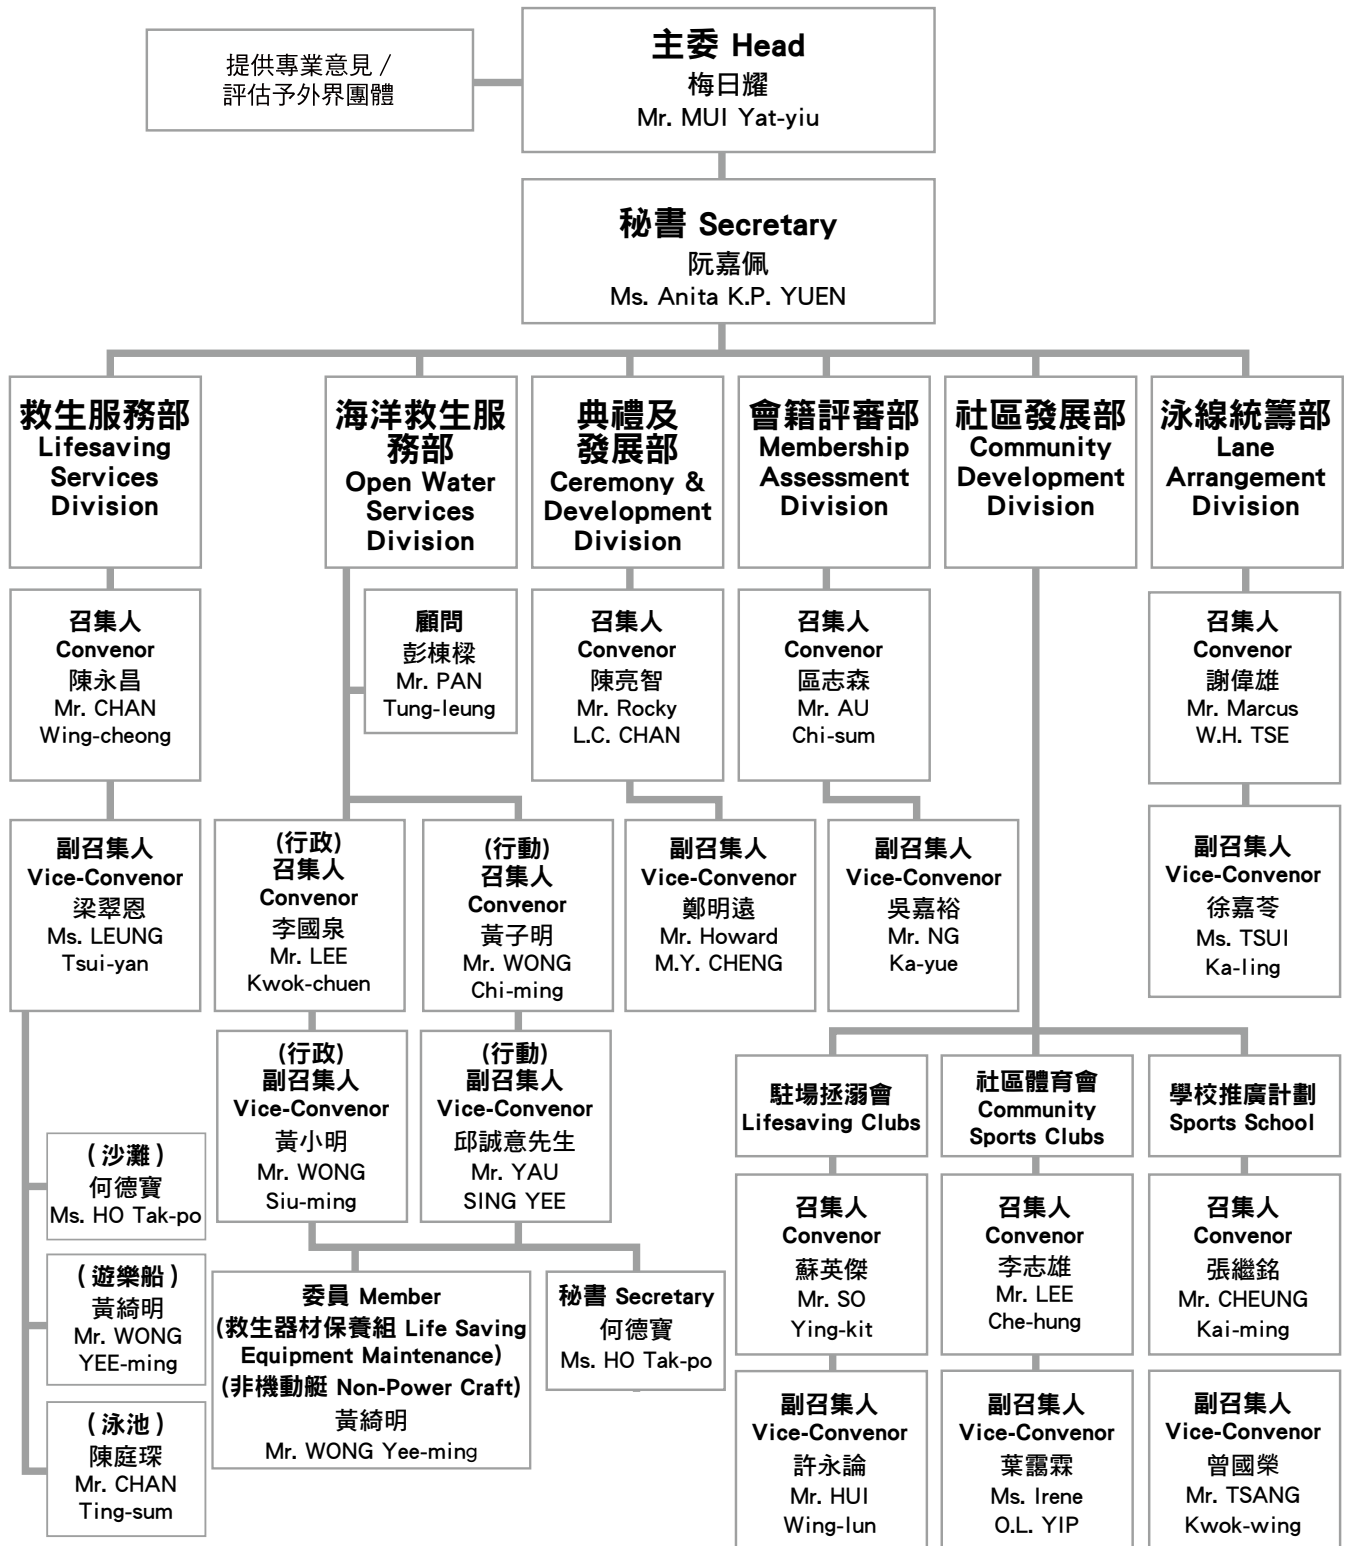 提供專業意見 /
評估予外界團體
主委 Head
梅日耀
Mr. MUI Yat-yiu
秘書 Secretary
阮嘉佩
Ms. Anita K.P. YUEN
救生服務部
Lifesaving
Services
Division
海洋救生服
務部
Open Water
Services
Division
典禮及
發展部
Ceremony &
Development
Division
會籍評審部
Membership
Assessment
Division
社區發展部
Community
Development
Division
泳線統籌部
Lane
Arrangement
Division
召集人
Convenor
陳永昌
Mr. CHAN
Wing-cheong
顧問
彭棟樑
Mr. PAN
Tung-leung
召集人
Convenor
陳亮智
Mr. Rocky
L.C. CHAN
召集人
Convenor
區志森
Mr. AU
Chi-sum
召集人
Convenor
謝偉雄
Mr. Marcus
W.H. TSE
副召集人
Vice-Convenor
梁翠恩
Ms. LEUNG
Tsui-yan
(行政)
召集人
Convenor
李國泉
Mr. LEE
Kwok-chuen
(行動)
召集人
Convenor
黃子明
Mr. WONG
Chi-ming
副召集人
Vice-Convenor
鄭明遠
Mr. Howard
M.Y. CHENG
副召集人
Vice-Convenor
吳嘉裕
Mr. NG
Ka-yue
副召集人
Vice-Convenor
徐嘉苓
Ms. TSUI
Ka-ling
(行政)
副召集人
Vice-Convenor
黃小明
Mr. WONG
Siu-ming
(行動)
副召集人
Vice-Convenor
邱誠意先生
Mr. YAU
SING YEE
駐場拯溺會
Lifesaving Clubs
社區體育會
Community
Sports Clubs
學校推廣計劃
Sports School
(沙灘)
何德寶
Ms. HO Tak-po
(遊樂船)
黃綺明
Mr. WONG
YEE-ming
(泳池)
陳庭琛
Mr. CHAN
Ting-sum
委員 Member
(救生器材保養組 Life Saving
Equipment Maintenance)
(非機動艇 Non-Power Craft)
黃綺明
Mr. WONG Yee-ming
秘書 Secretary
何德寶
Ms. HO Tak-po
召集人
Convenor
蘇英傑
Mr. SO
Ying-kit
召集人
Convenor
李志雄
Mr. LEE
Che-hung
召集人
Convenor
張繼銘
Mr. CHEUNG
Kai-ming
副召集人
Vice-Convenor
許永論
Mr. HUI
Wing-lun
副召集人
Vice-Convenor
葉靄霖
Ms. Irene
O.L. YIP
副召集人
Vice-Convenor
曾國榮
Mr. TSANG
Kwok-wing